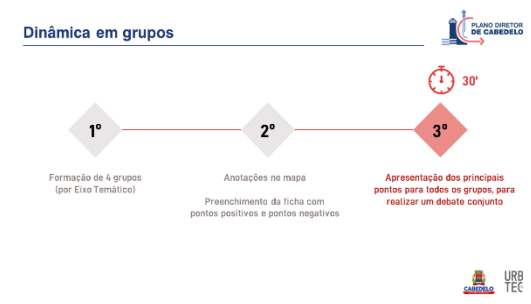 Dinâmica em grupos
PLANO DIRETOR
DE CABEDELO
30'
1º
2º
3º
Formação de 4 grupos
(por Eixo Temático)
Anotações no mapa
Preenchimento da ficha com
pontos positivos e pontos negativos
Apresentação dos principais
pontos para todos os grupos, para
realizar um debate conjunto
CABEDELO
URB
TEC